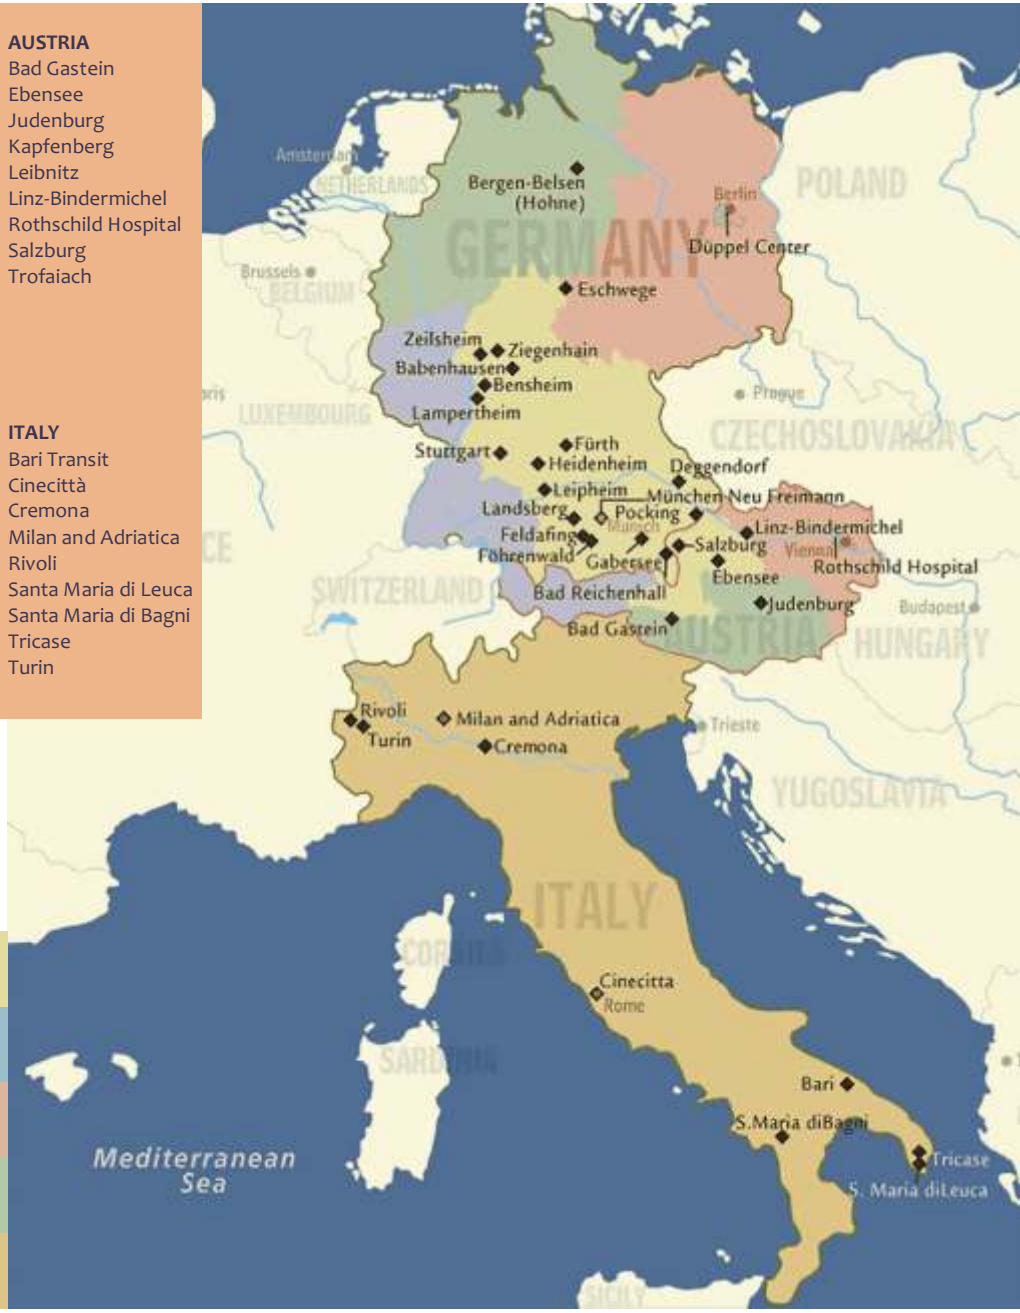 AUSTRIA
Bad Gastein
Ebensee
Judenburg
Kapfenberg
Leibnitz
Linz-Bindermichel
Rothschild Hospital
Salzburg
Trofaiach
ITALY
Bari Transit
Cinecittà
Cremona
Milan and Adriatica
Rivoli
Santa Maria di Leuca
Santa Maria di Bagni
Tricase
Turin
Amsterdam
NETHERLANDS
Bergen-Belsen
(Hohne)
Berlin
POLAND
GERMANY
Düppel Center
Brussels
BELGIUM
Eschwege
Zeilsheim
Ziegenhain
Babenhausen
Bensheim
Lampertheim
LUXEMBOURG
Prague
CZECHOSLOVAKIA
Stuttgart
Fürth
Heidenheim
Deggendorf
Leipheim
München Neu Freimann
Landsberg
Pocking
Munich
Feldafing
Föhrenwald
Gabersee
Salzburg
Linz-Bindermichel
Vienna
Rothschild Hospital
Ebensee
SWITZERLAND
Bad Reichenhall
Judenburg
Budapest
Bad Gastein
AUSTRIA
HUNGARY
Rivoli
Turin
Milan and Adriatica
Cremona
Trieste
YUGOSLAVIA
ITALY
CORSICA
Cinecitta
Rome
SARDINIA
Bari
S.Maria diBagni
Mediterranean
Sea
Tricase
S. Maria diLeuca
SICILY